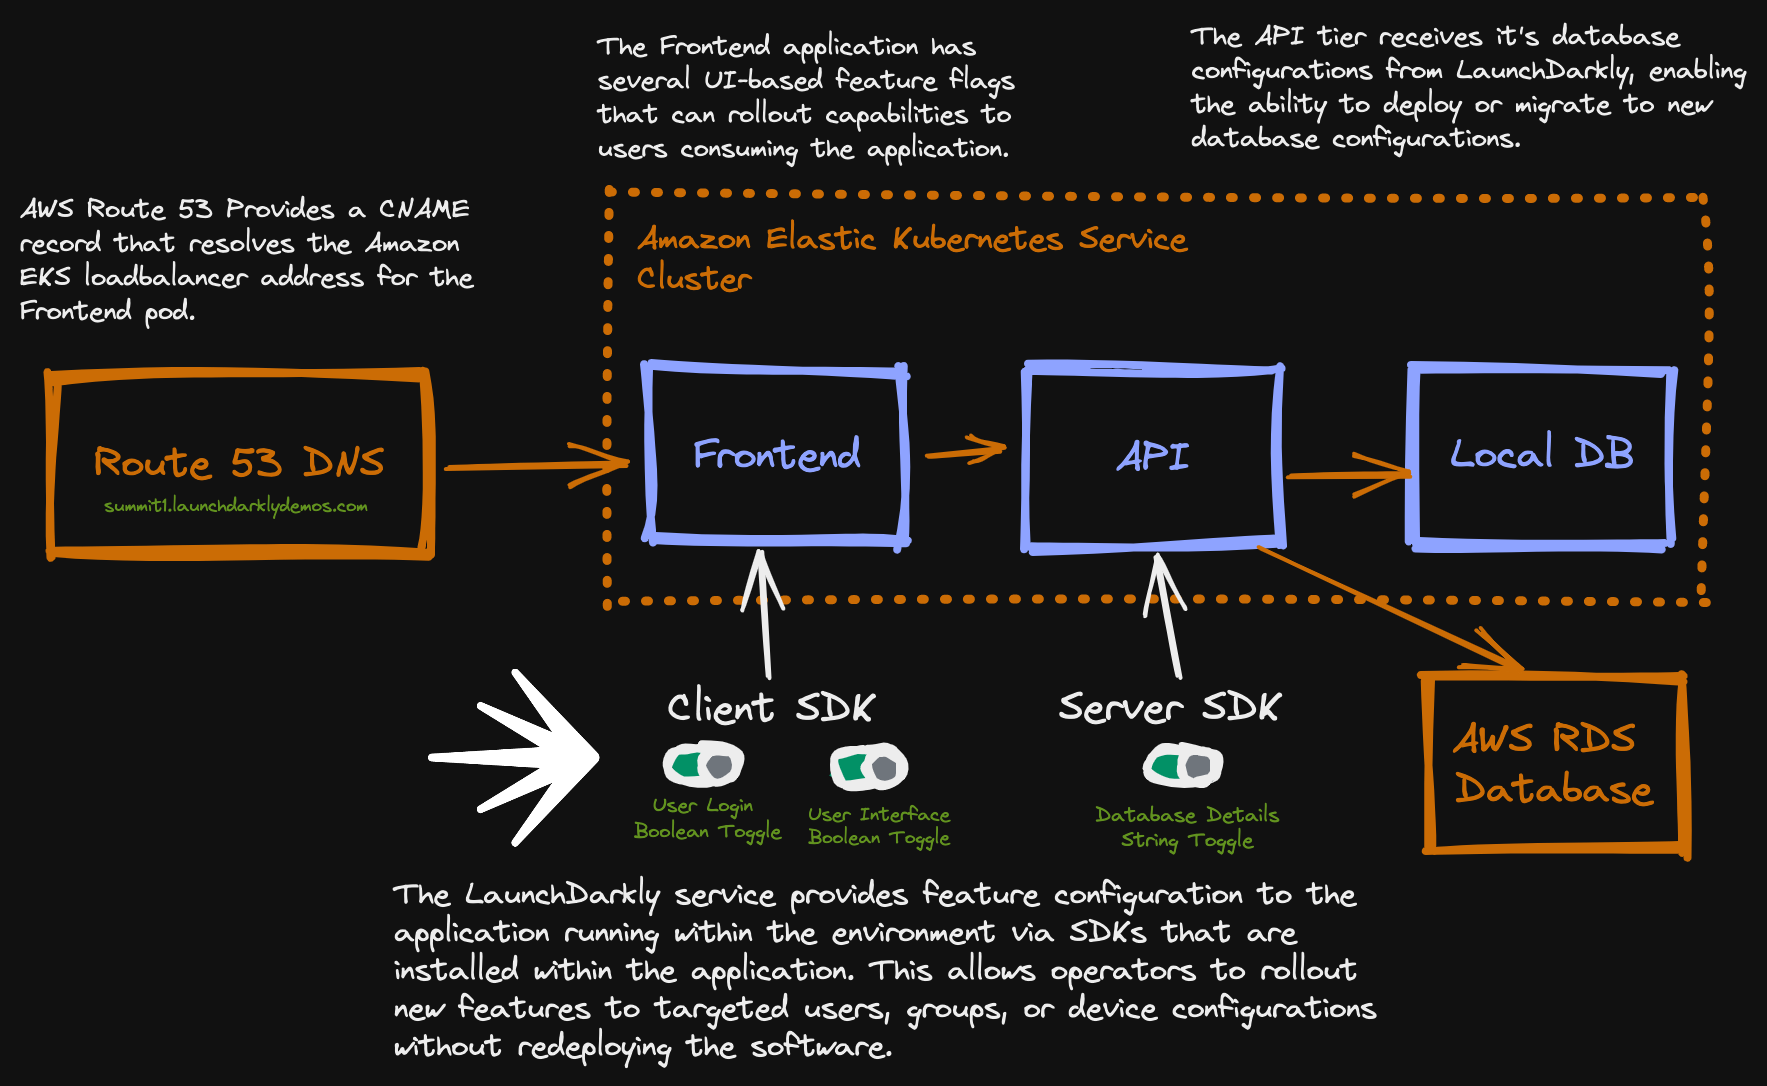 The Frontend application has
several UI-based feature flags
that can rollout capabilities to
users consuming the application.
The API tier receives it's database
configurations from LaunchDarkly, enabling
the ability to deploy or migrate to new
database configurations.
AWS Route 53 Provides a CNAME
record that resolves the Amazon
EKS loadbalancer address for the
Frontend pod.
Amazon Elastic Kubernetes Service
Cluster
Route 53 DNS
summit1.launchdarklydemos.com
Frontend
API
Local DB
Client SDK
User Login
Boolean Toggle
User Interface
Boolean Toggle
Server SDK
Database Details
String Toggle
AWS RDS
Database
The LaunchDarkly service provides feature configuration to the
application running within the environment via SDKs that are
installed within the application. This allows operators to rollout
new features to targeted users, groups, or device configurations
without redeploying the software.